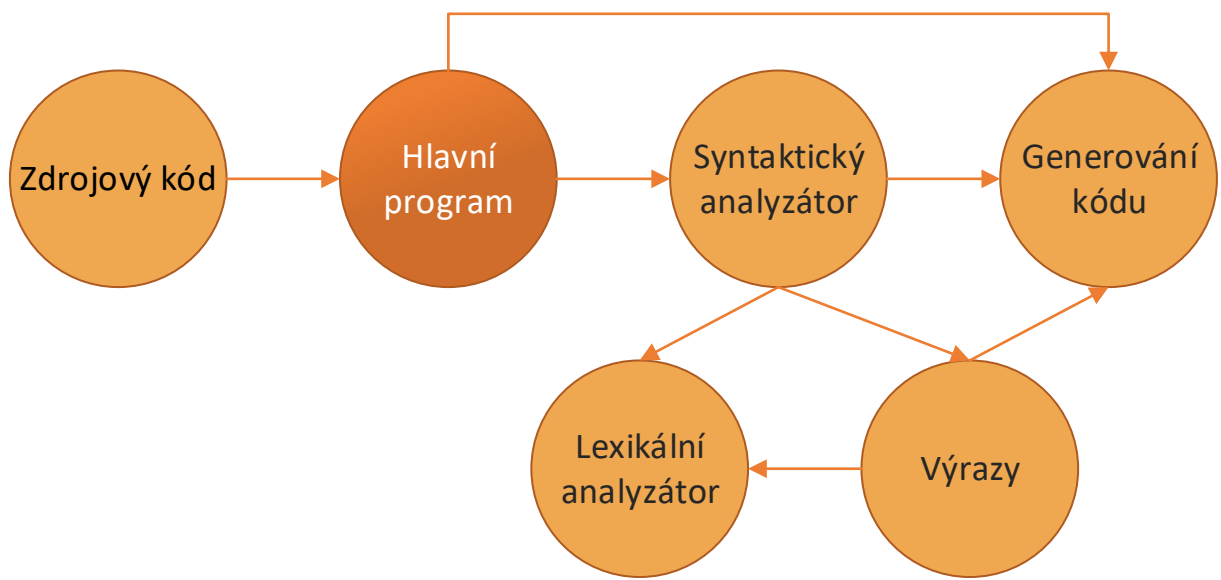 Zdrojový kód
Hlavní
program
Syntaktický
analyzátor
Generování
kódu
Lexikální
analyzátor
Výrazy